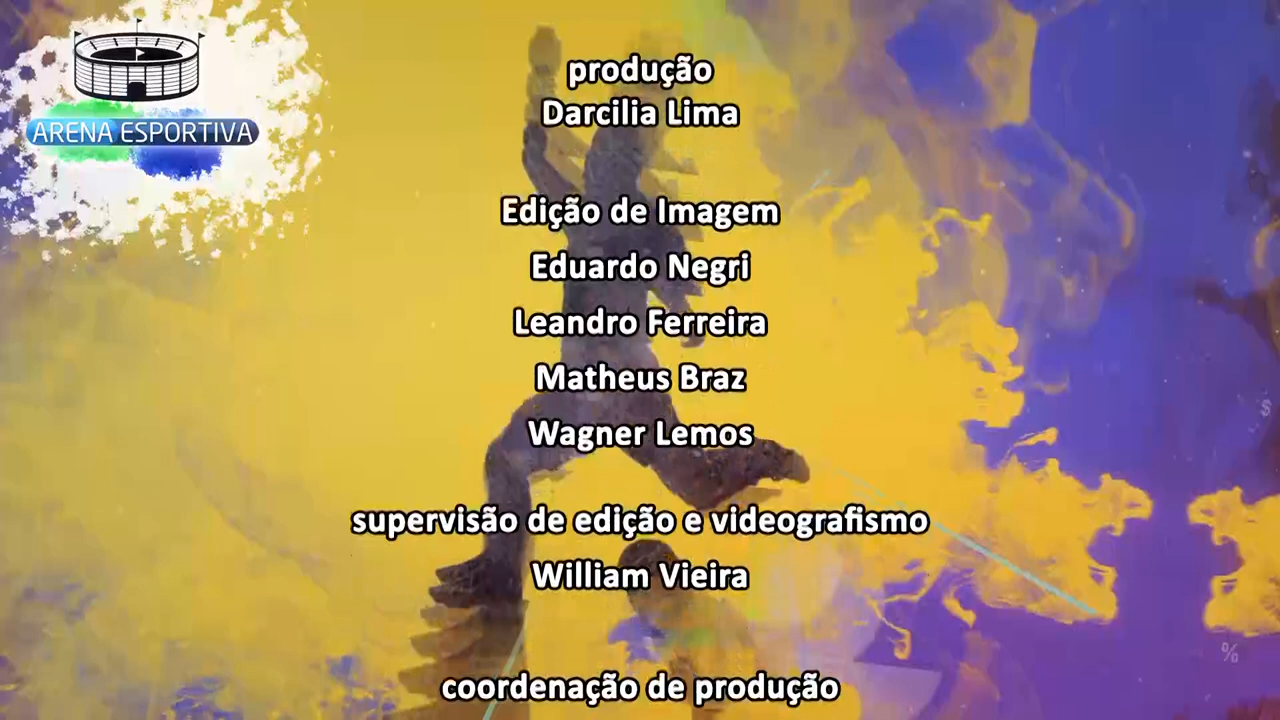 ARENA ESPORTIVA
produção
Darcilia Lima
Edição de Imagem
Eduardo Negri
Leandro Ferreira
Matheus Braz
Wagner Lemos
supervisão de edição e videografismo
William Vieira
coordenação de produção
$
%